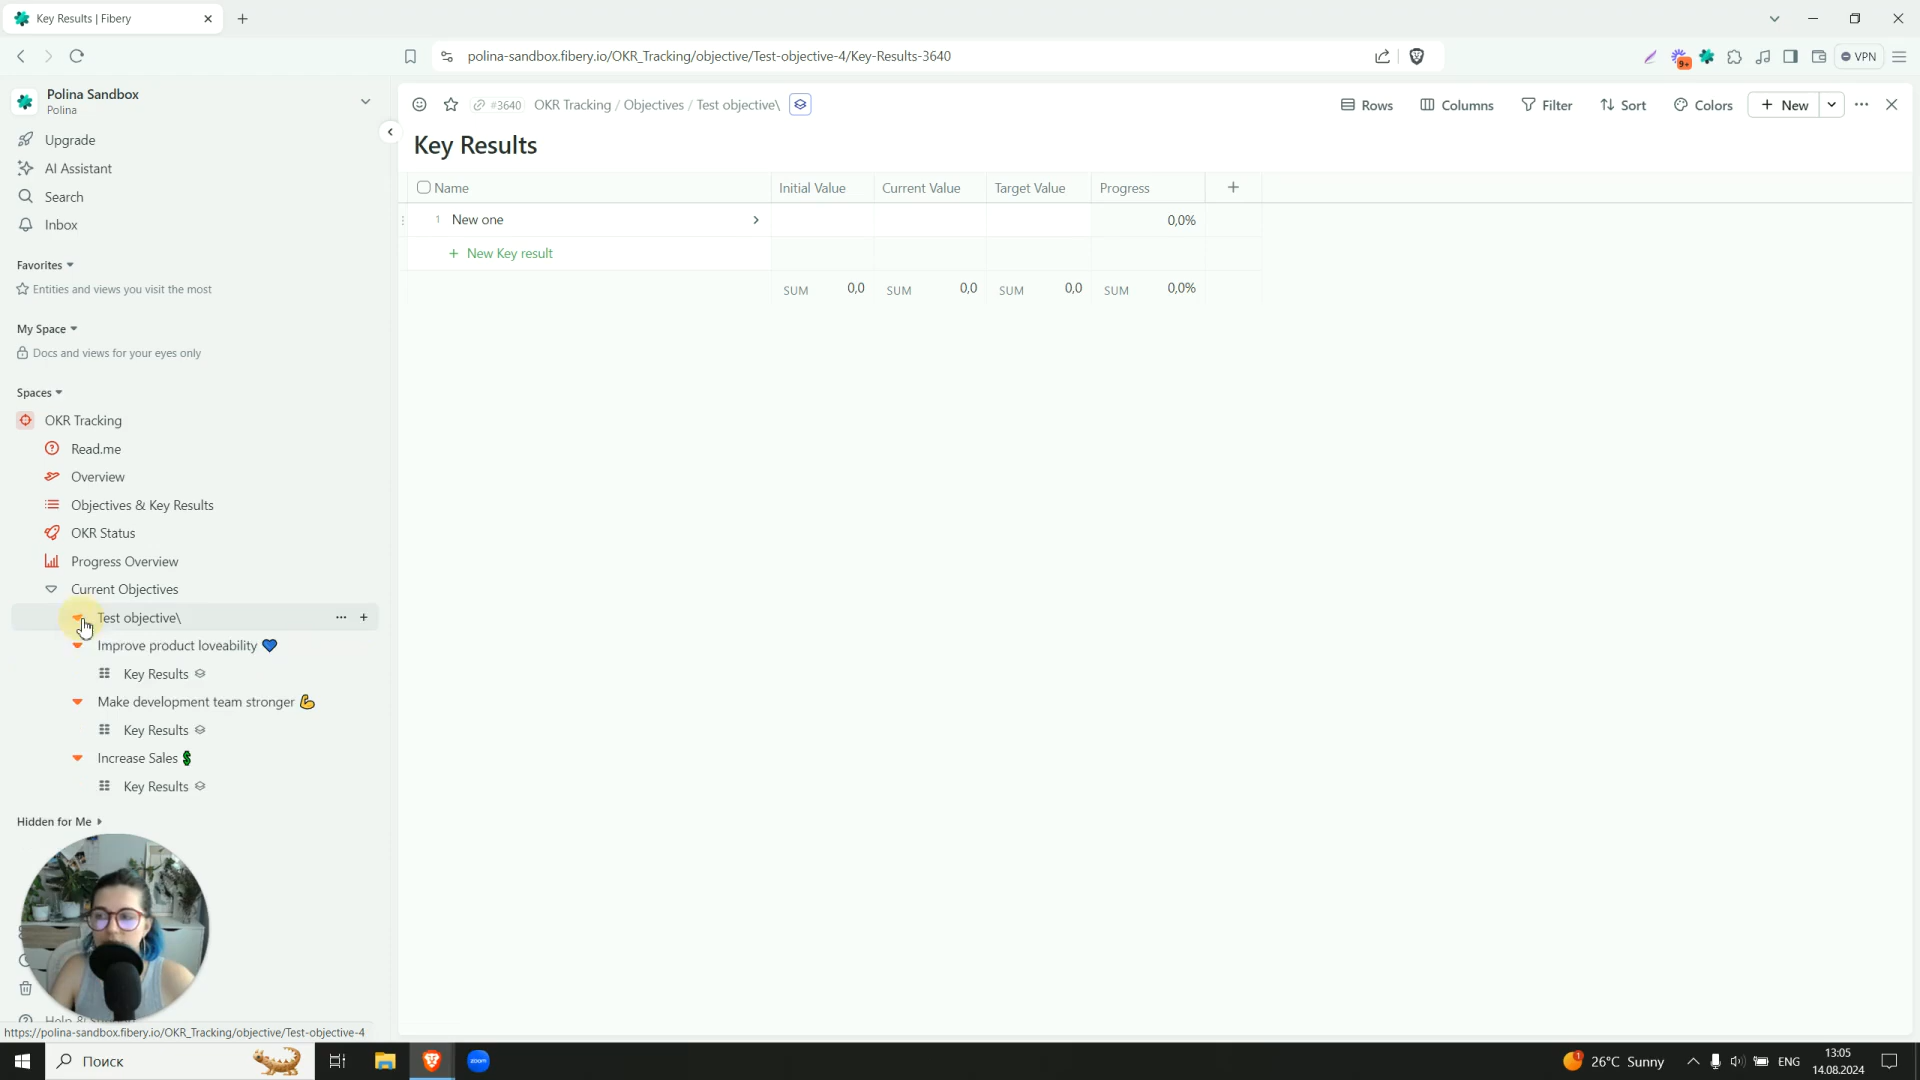 Key Results | Fibery
polina-sandbox.fibery.io/OKR_Tracking/objective/Test-objective-4/Key-Results-3640
9+
VPN
Polina Sandbox
Polina
Upgrade
AI Assistant
Search
Inbox
Favorites
Entities and views you visit the most
My Space
Docs and views for your eyes only
Spaces
OKR Tracking
Read.me
Overview
Objectives & Key Results
OKR Status
Progress Overview
Current Objectives
Test objective\
Improve product loveability 💙
Key Results
Make development team stronger 💪
Key Results
Increase Sales 💲
Key Results
Hidden for Me
https://polina-sandbox.fibery.io/OKR_Tracking/objective/Test-objective-4
#3640 OKR Tracking / Objectives / Test objective\
Rows Columns Filter Sort Colors + New
Key Results
Name Initial Value Current Value Target Value Progress +
1 New one 0,0%
+ New Key result
SUM 0,0 SUM 0,0 SUM 0,0 SUM 0,0%
Поиск
zoom
1 26°C Sunny
ENG
13:05
14.08.2024